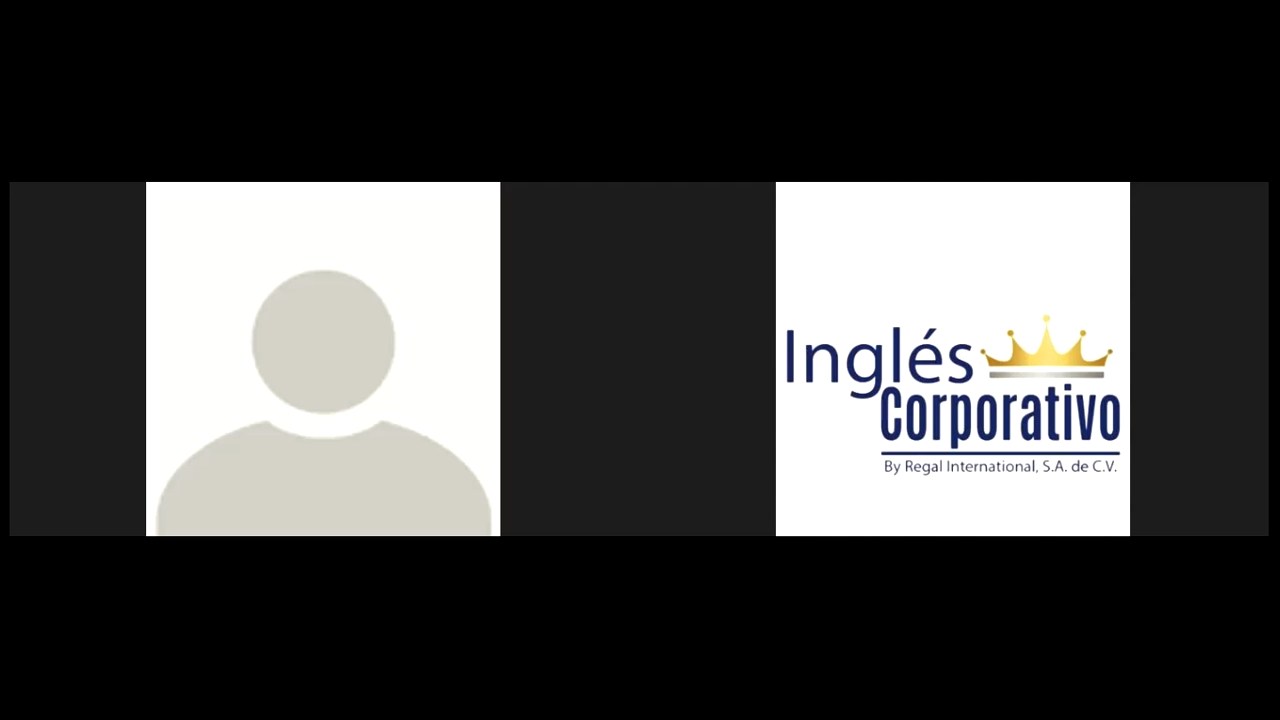 Inglés
Corporativo
By Regal International, S.A. de C.V.